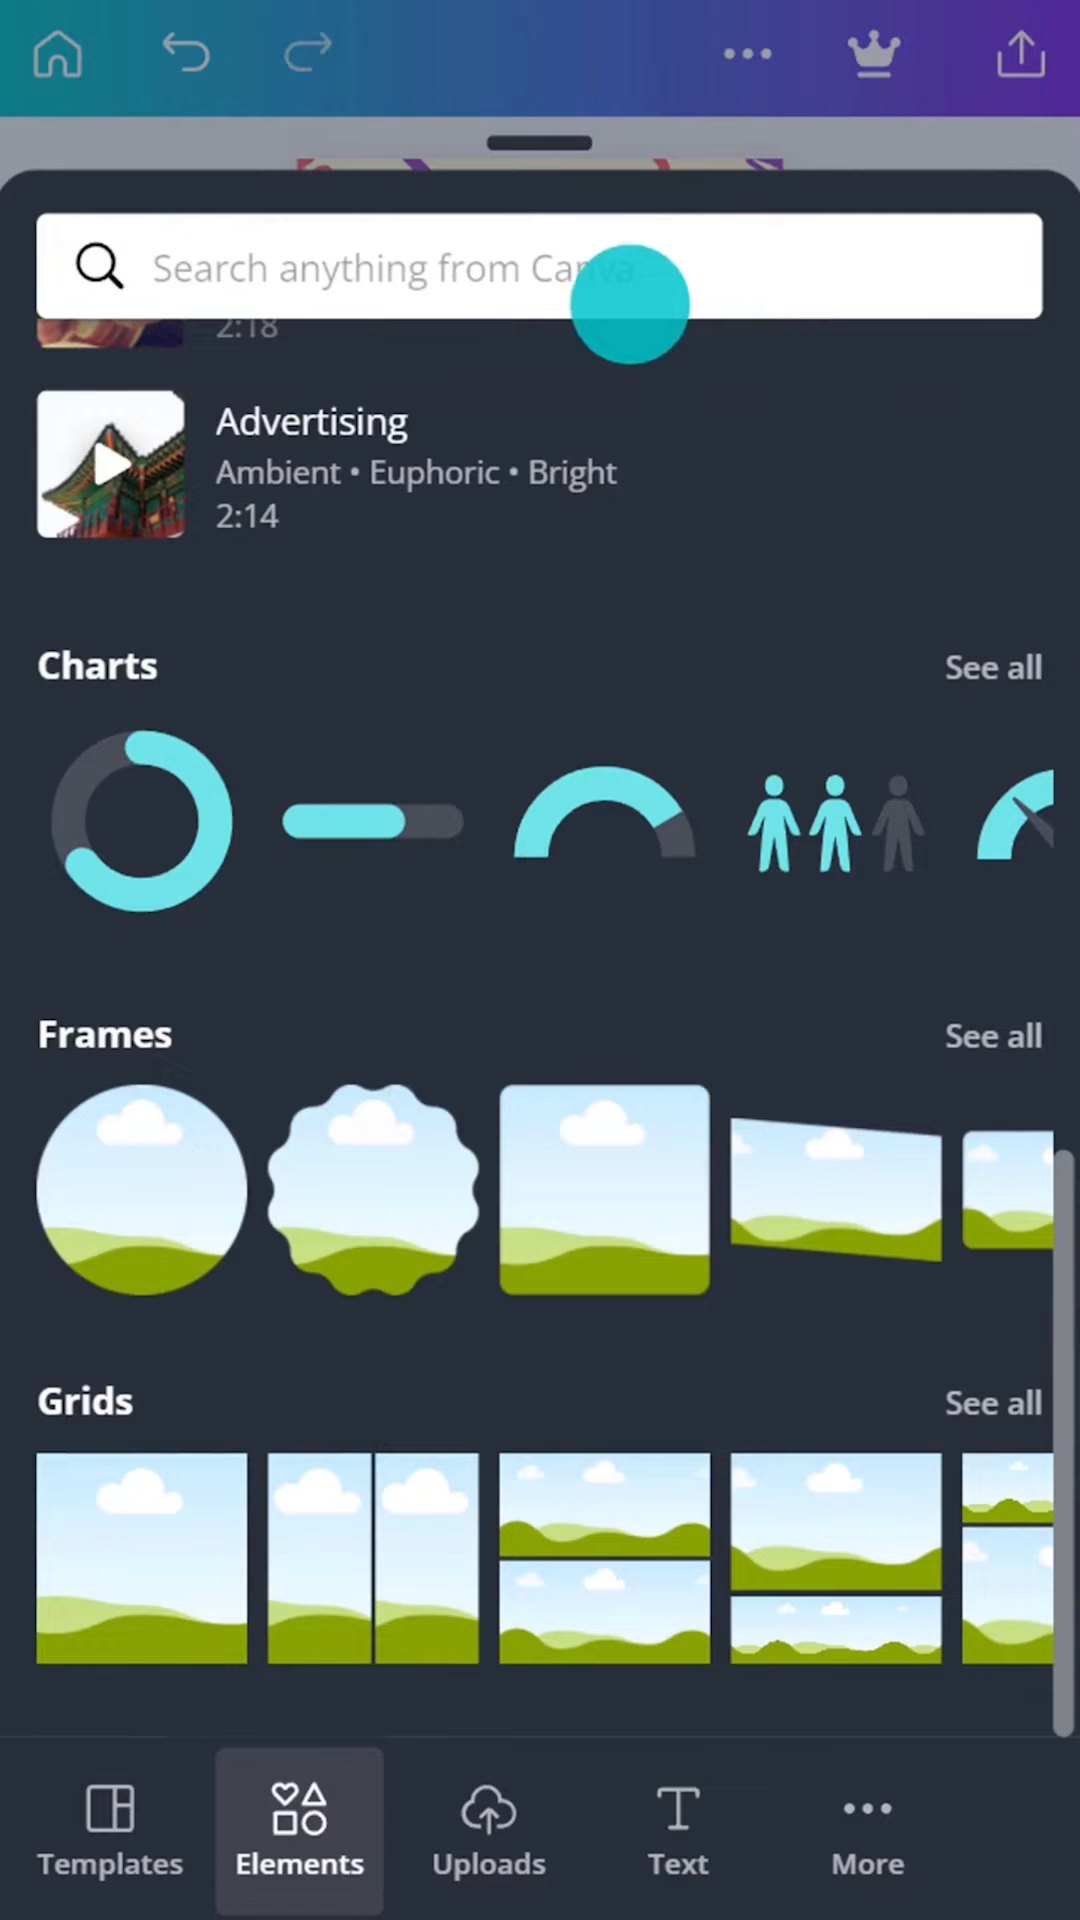 Search anything from Canva
2:18
Advertising
Ambient • Euphoric • Bright
2:14
Charts
See all
Frames
See all
Grids
See all
Templates
Elements
Uploads
Text
More